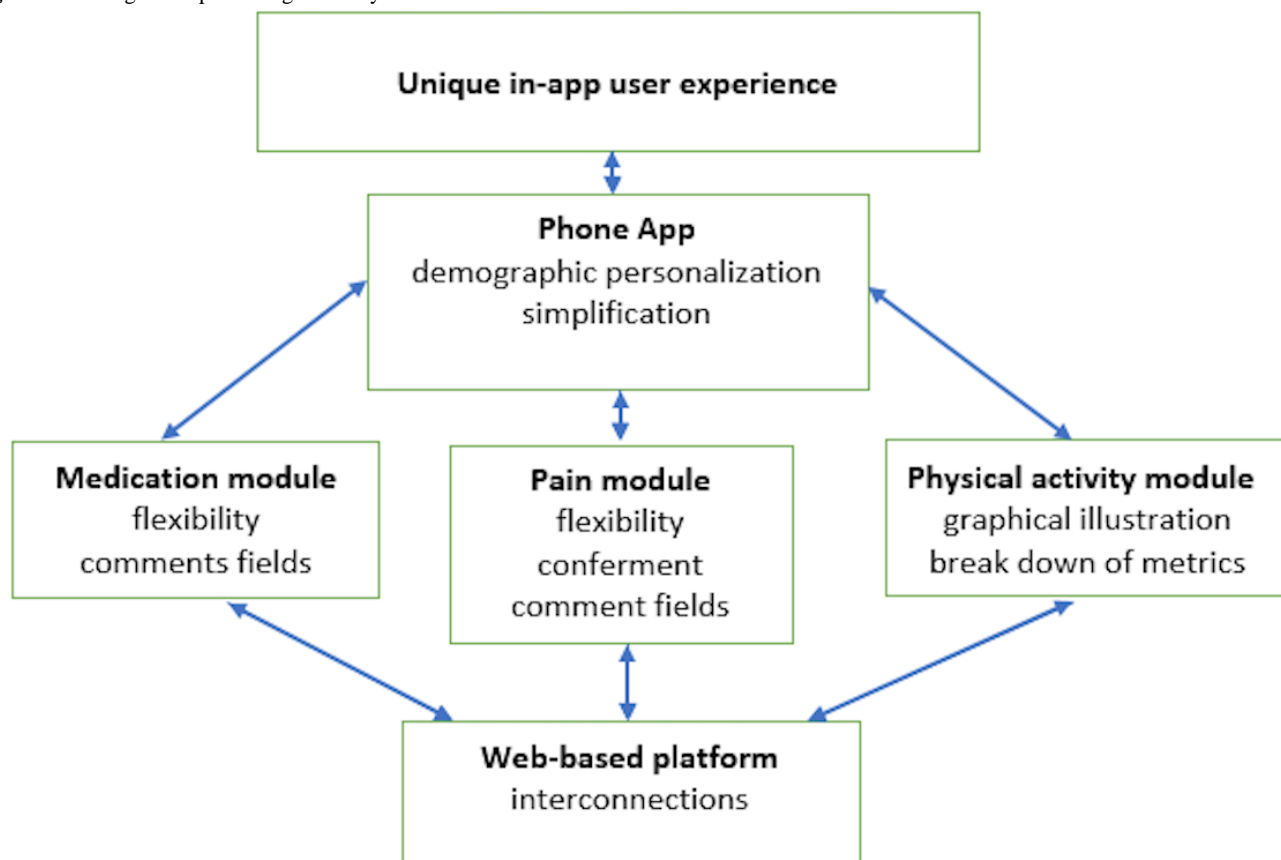 Unique in-app user experience
Phone App
demographic personalization
simplification
Medication module
flexibility
comments fields
Pain module
flexibility
conferment
comment fields
Physical activity module
graphical illustration
break down of metrics
Web-based platform
interconnections